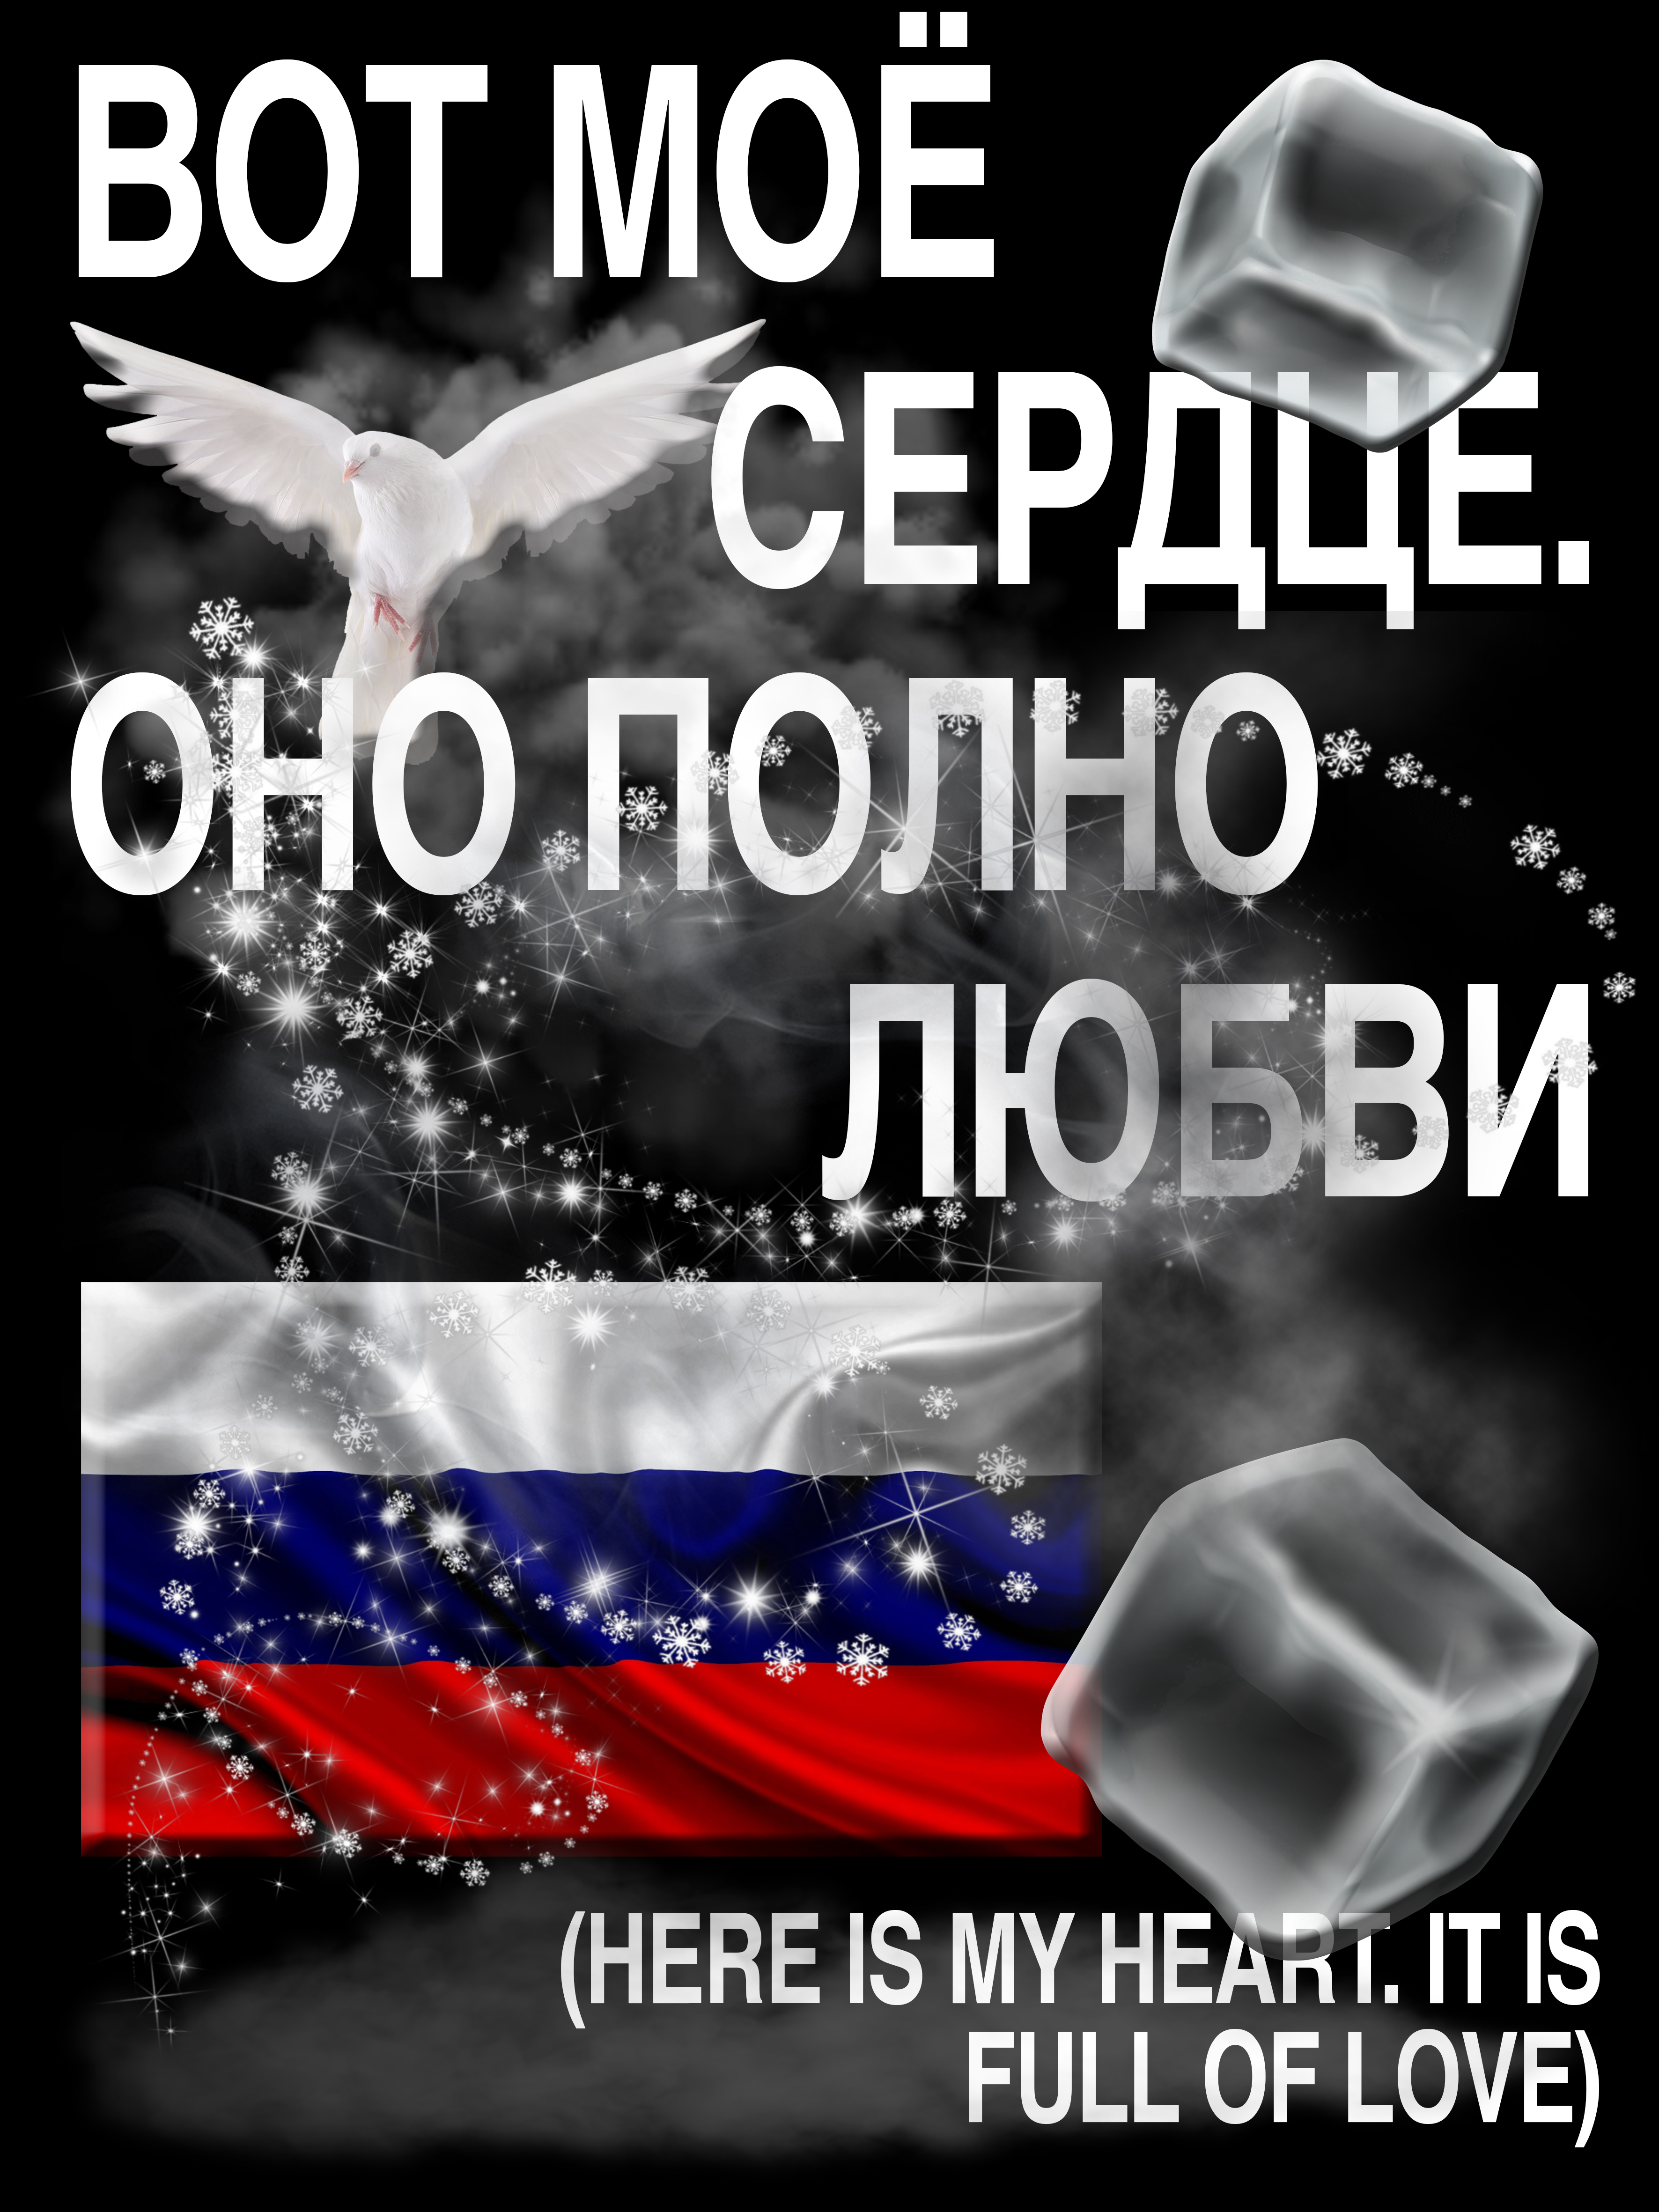 ВОТ МОЁ
СЕРДЦЕ.
ОНО ПОЛНО
ЛЮБВИ
(HERE IS MY HEART. IT IS
FULL OF LOVE)